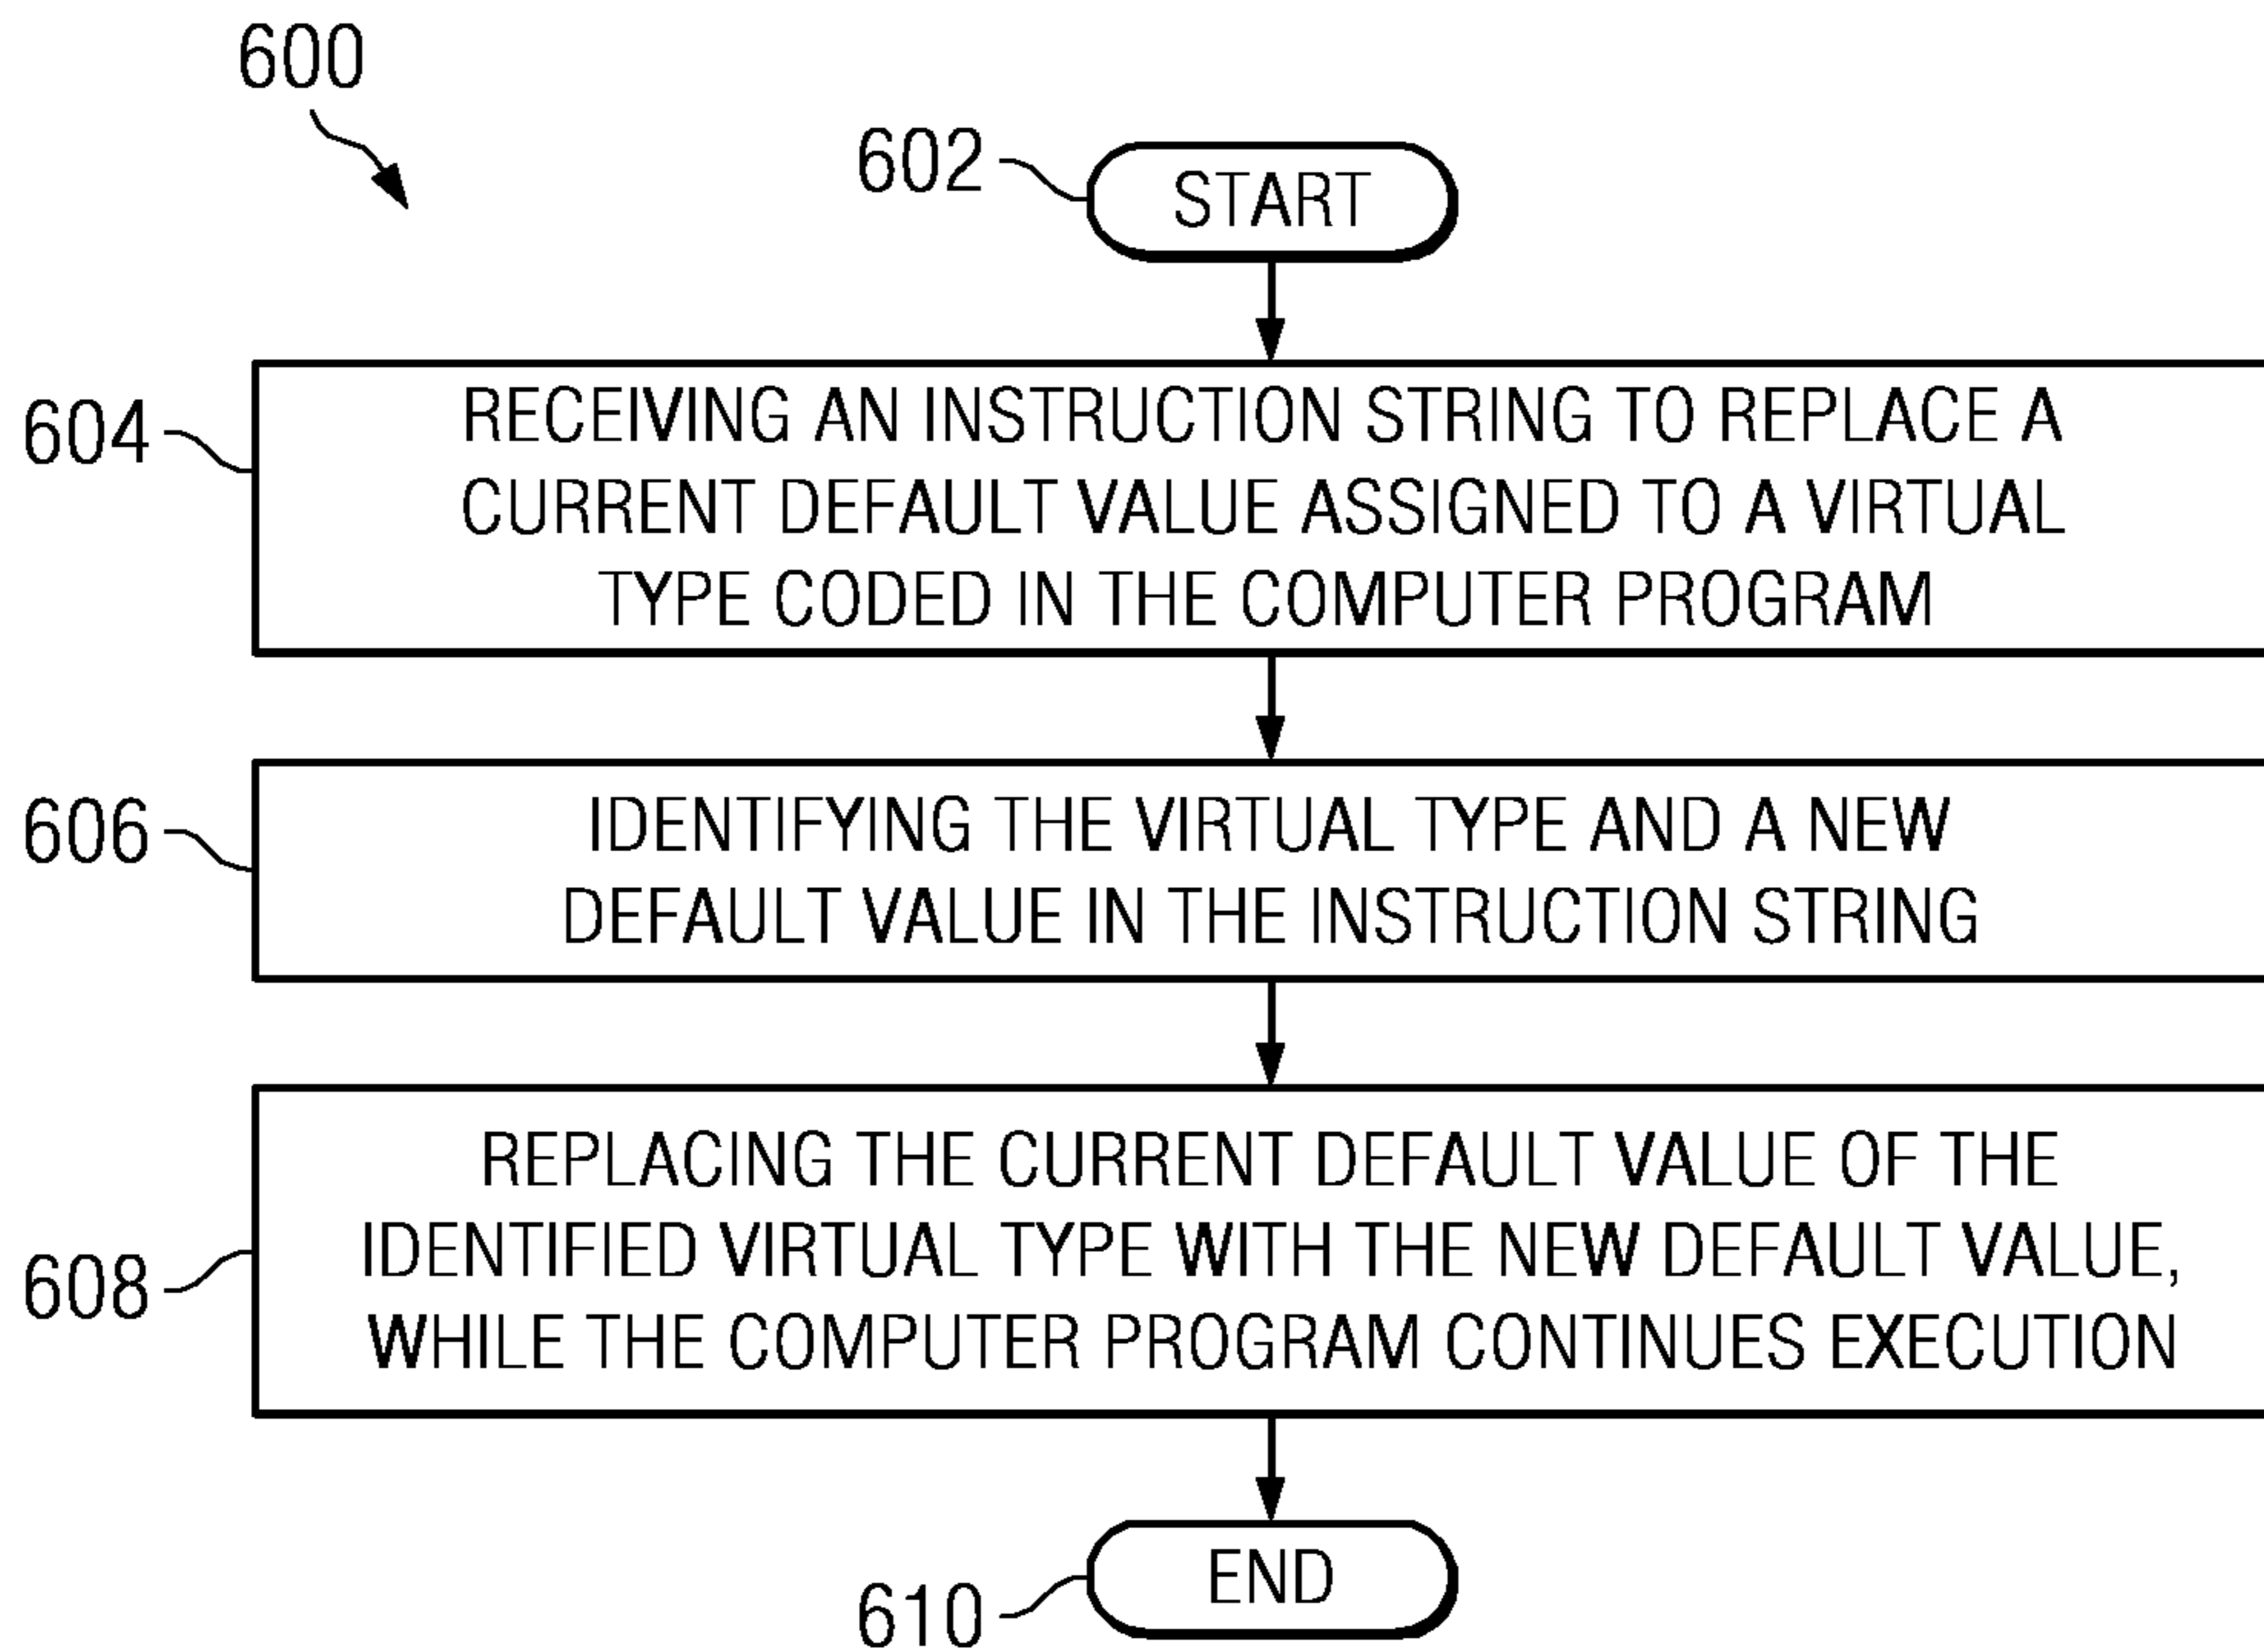 600
602
START
604
RECEIVING AN INSTRUCTION STRING TO REPLACE A
CURRENT DEFAULT VALUE ASSIGNED TO A VIRTUAL
TYPE CODED IN THE COMPUTER PROGRAM
606
IDENTIFYING THE VIRTUAL TYPE AND A NEW
DEFAULT VALUE IN THE INSTRUCTION STRING
608
REPLACING THE CURRENT DEFAULT VALUE OF THE
IDENTIFIED VIRTUAL TYPE WITH THE NEW DEFAULT VALUE,
WHILE THE COMPUTER PROGRAM CONTINUES EXECUTION
610
END